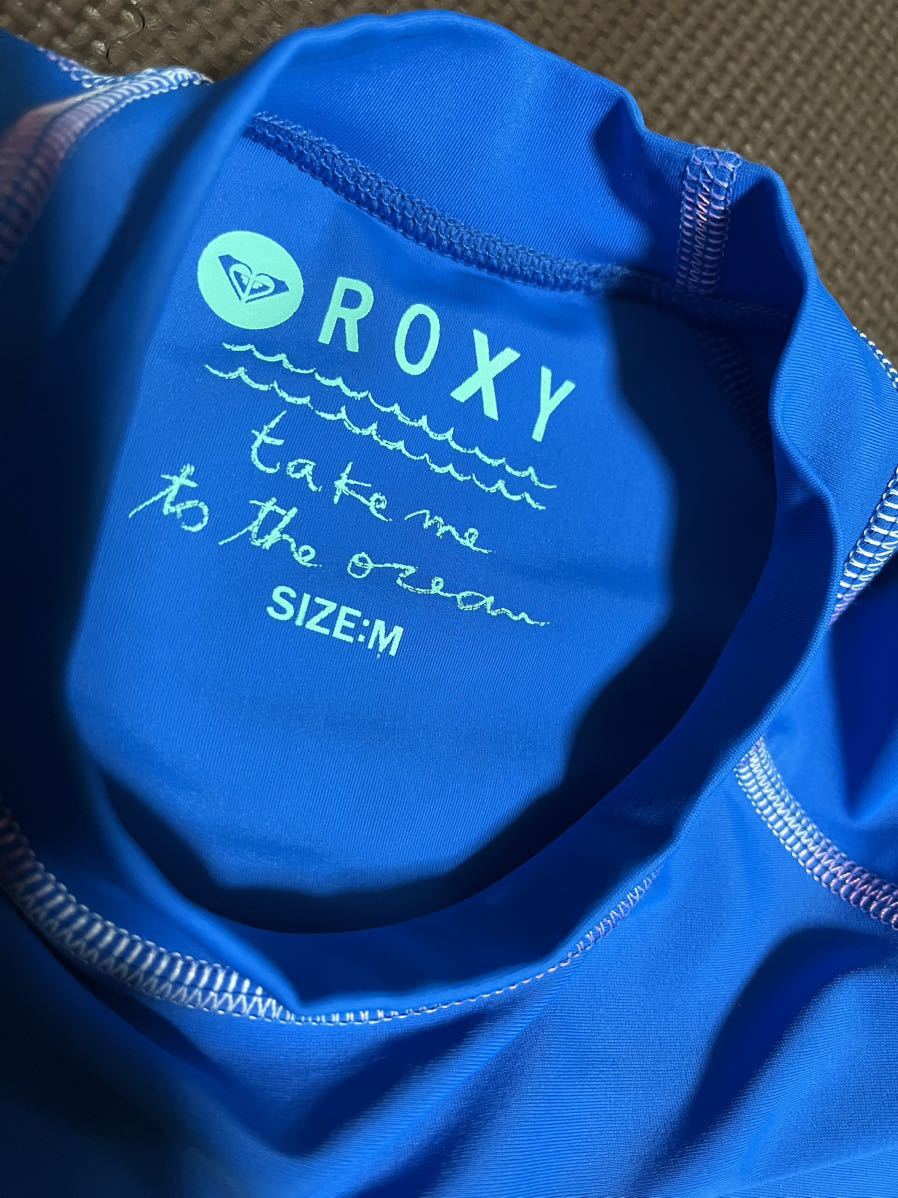 ROXY
take me
to the ocean
SIZE:M